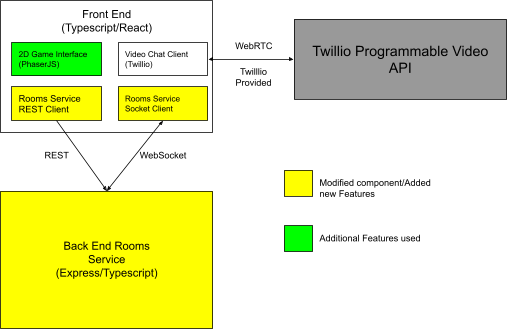 Front End
(Typescript/React)
2D Game Interface
(PhaserJS)
Video Chat Client
(Twillio)
Rooms Service
REST Client
Rooms Service
Socket Client
WebRTC
Twilllio
Provided
Twillio Programmable Video
API
REST
WebSocket
Back End Rooms
Service
(Express/Typescript)
Modified component/Added
new Features
Additional Features used